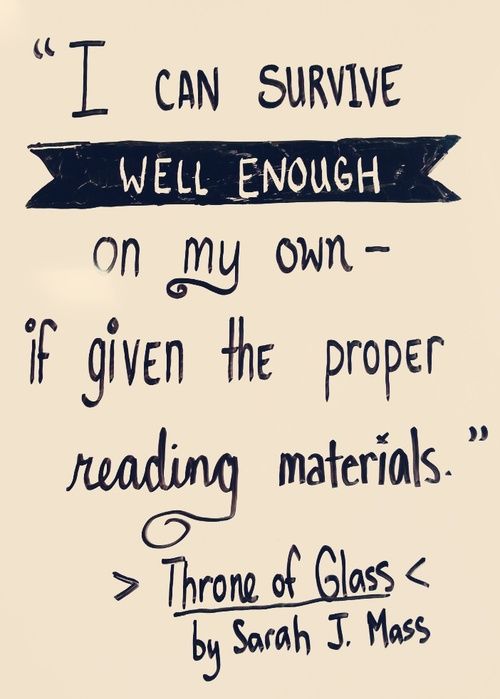 “I CAN SURVIVE
WELL ENOUGH
on my own –
if given the proper
reading materials.”
> Throne of Glass <
by Sarah J. Mass